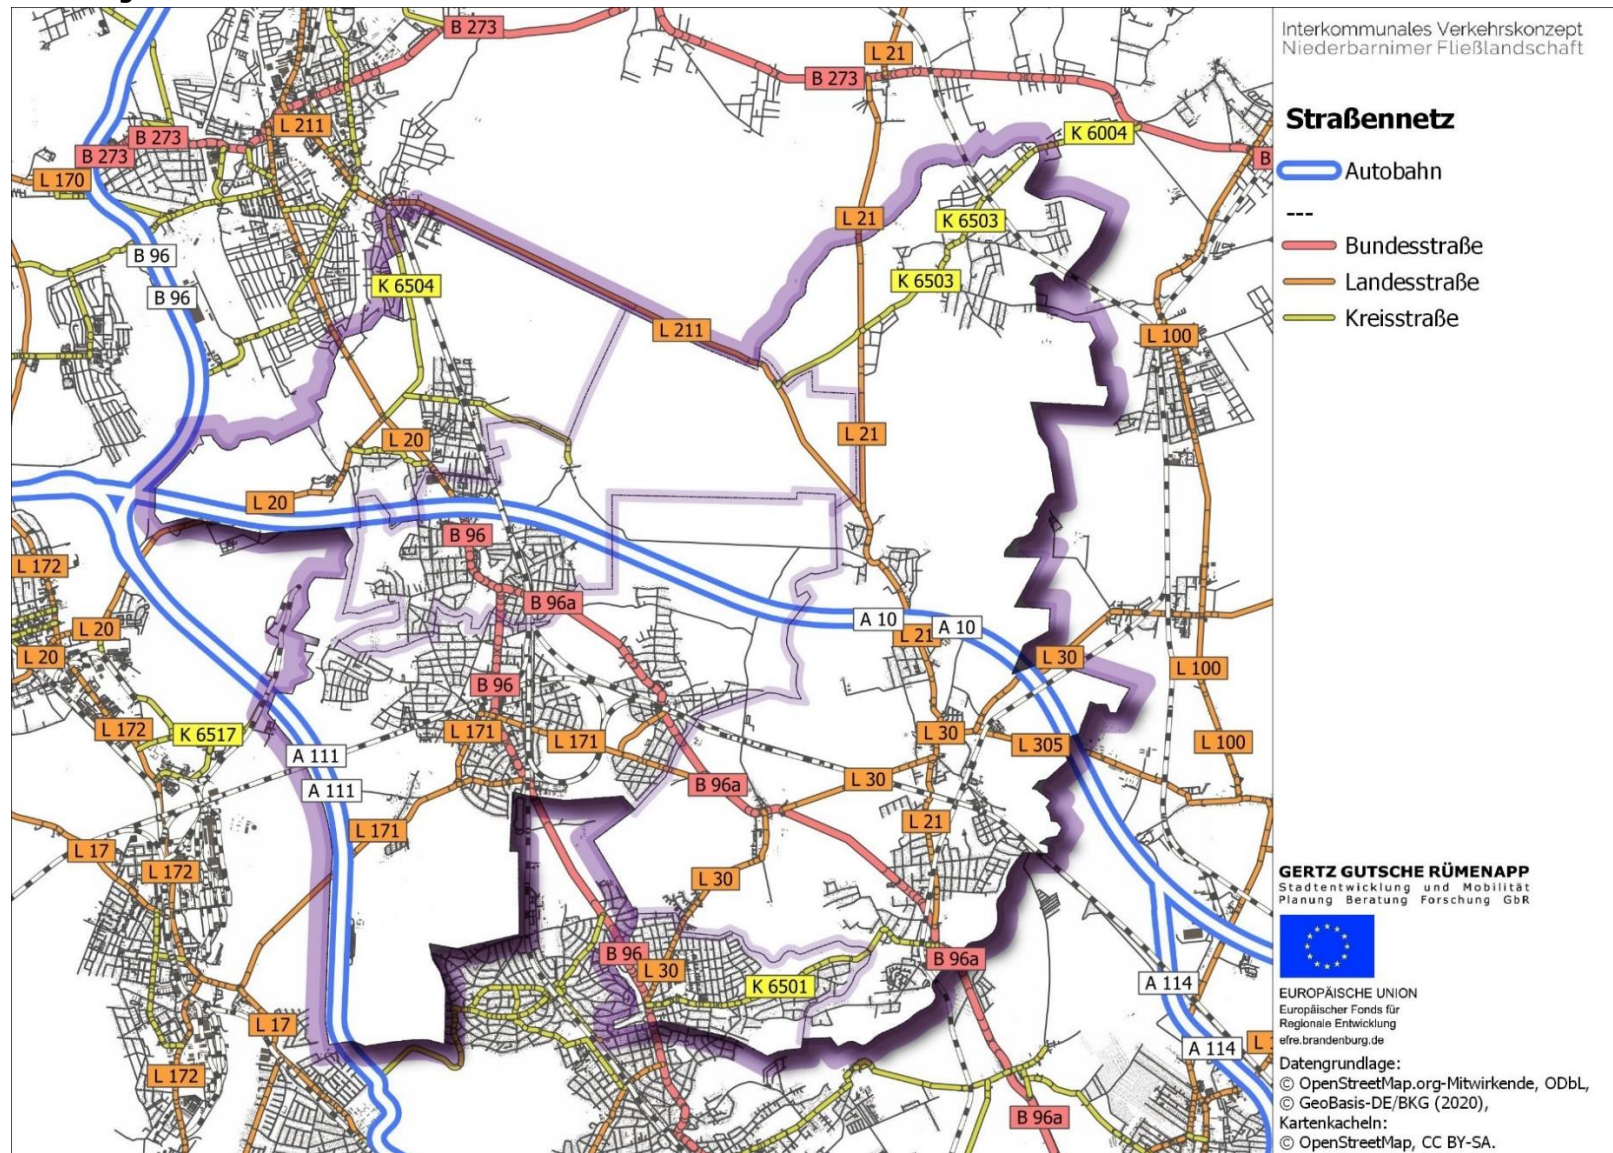 B 273
L 21
B 273
L 211
B 273
B 273
K 6004
B
L 170
L 21
K 6503
B 96
K 6504
K 6503
B 96
L 211
L 100
L 20
L 21
L 20
B 96
L 172
B 96a
A 10
A 10
L 20
L 21
L 20
L 30
L 100
B 96
L 172
K 6517
L 171
L 171
L 30
L 305
L 100
A 111
A 111
B 96a
L 30
L 171
L 21
L 17
L 172
L 30
B 96
L 30
K 6501
B 96a
A 114
L 17
A 114
L 1
L 172
B 96a
Interkommunales Verkehrskonzept
Niederbarnimer Fließlandschaft
Straßennetz
Autobahn
---
Bundesstraße
Landesstraße
Kreisstraße
GERTZ GUTSCHE RÜMENAPP
Stadtentwicklung und Mobilität
Planung Beratung Forschung GbR
EUROPÄISCHE UNION
Europäischer Fonds für
Regionale Entwicklung
efre.brandenburg.de
Datengrundlage:
© OpenStreetMap.org-Mitwirkende, ODbL,
© GeoBasis-DE/BKG (2020),
Kartenkacheln:
© OpenStreetMap, CC BY-SA.